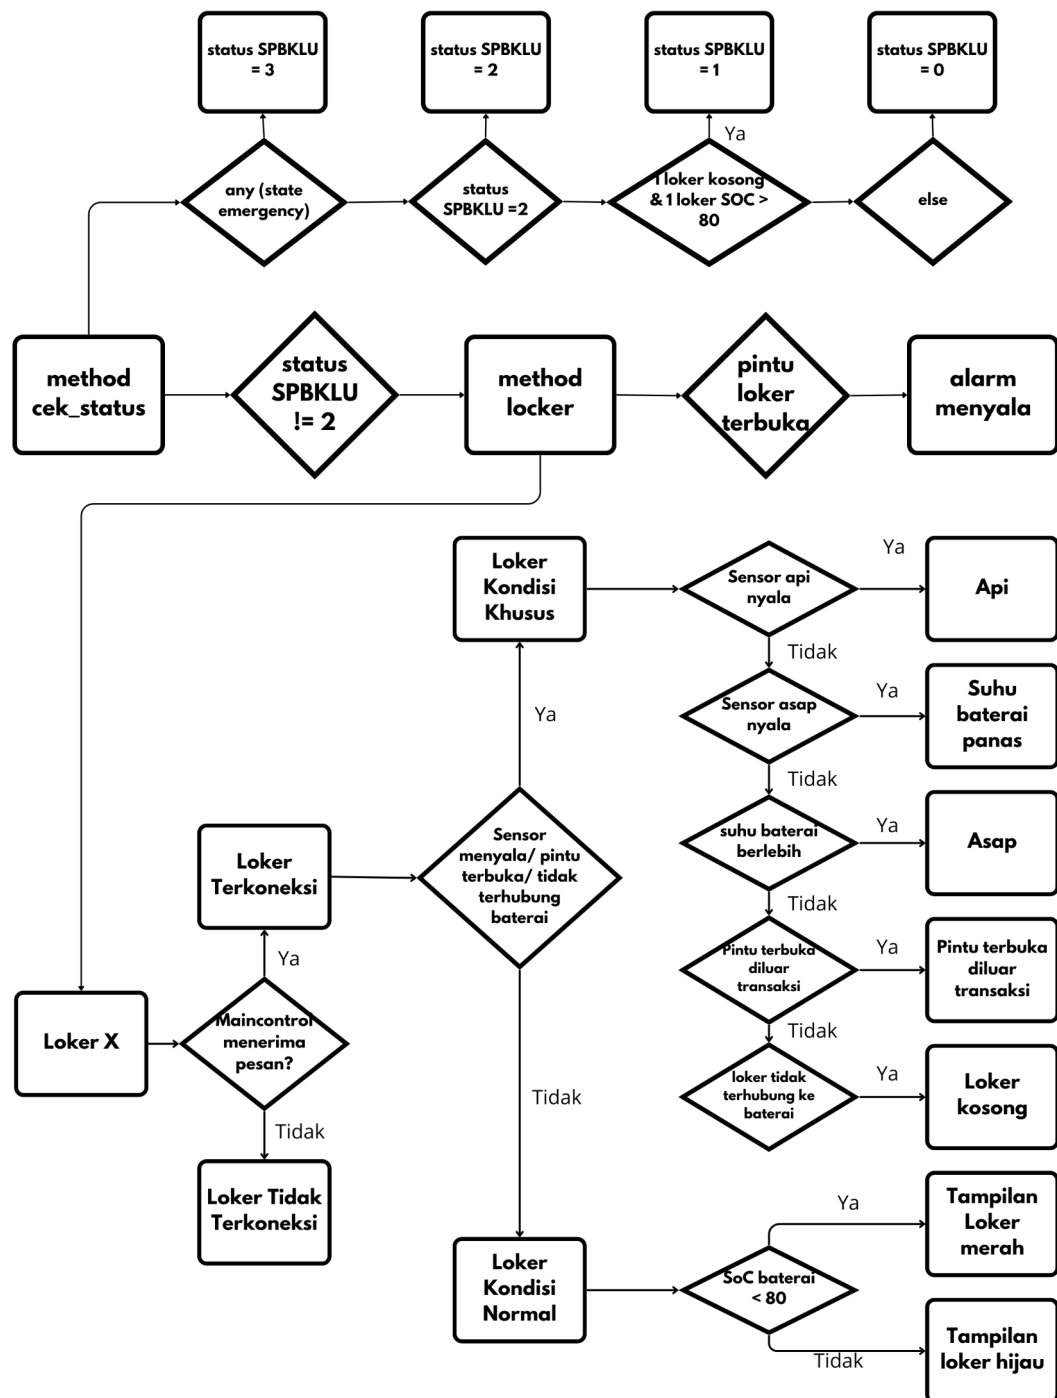 status SPBKLU
= 3
status SPBKLU
= 2
status SPBKLU
= 1
status SPBKLU
= 0
Ya
any (state
emergency)
status
SPBKLU =2
1 loker kosong
& 1 loker SOC >
80
else
method
cek_status
status
SPBKLU
!= 2
method
locker
pintu
loker
terbuka
alarm
menyala
Loker
Kondisi
Khusus
Sensor api
nyala
Ya
Api
Tidak
Sensor asap
nyala
Ya
Suhu
baterai
panas
Ya
Tidak
suhu baterai
berlebih
Ya
Asap
Loker
Terkoneksi
Sensor
menyala/ pintu
terbuka/ tidak
terhubung
baterai
Tidak
Pintu terbuka
diluar
transaksi
Ya
Pintu terbuka
diluar
transaksi
Ya
Loker X
Maincontrol
menerima
pesan?
Tidak
loker tidak
terhubung ke
baterai
Ya
Loker
kosong
Tidak
Tidak
Loker Tidak
Terkoneksi
Loker
Kondisi
Normal
SoC baterai
< 80
Ya
Tampilan
Loker
merah
Tidak
Tampilan
loker hijau